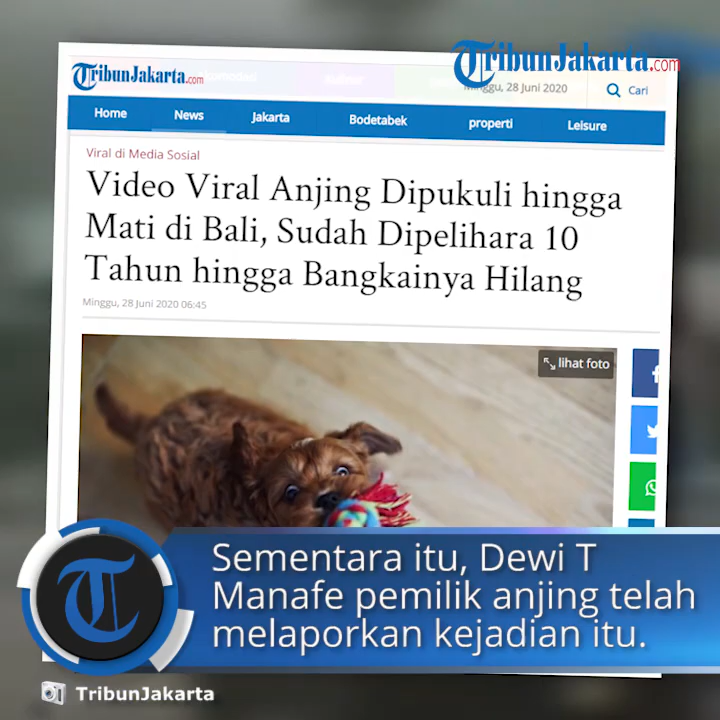 TribunJakarta.com
TribunJakarta.com
Minggu, 28 Juni 2020
Cari
Home News Jakarta Bodetabek properti Leisure
Viral di Media Sosial
Video Viral Anjing Dipukuli hingga
Mati di Bali, Sudah Dipelihara 10
Tahun hingga Bangkainya Hilang
Minggu, 28 Juni 2020 06:45
lihat foto
Sementara itu, Dewi T
Manafe pemilik anjing telah
melaporkan kejadian itu.
TribunJakarta